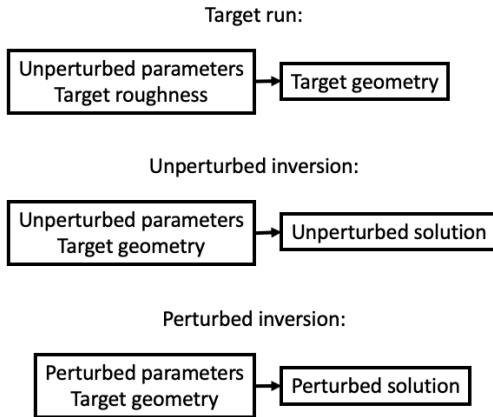 Target run:
Unperturbed parameters
Target roughness
Target geometry
Unperturbed inversion:
Unperturbed parameters
Target geometry
Unperturbed solution
Perturbed inversion:
Perturbed parameters
Target geometry
Perturbed solution